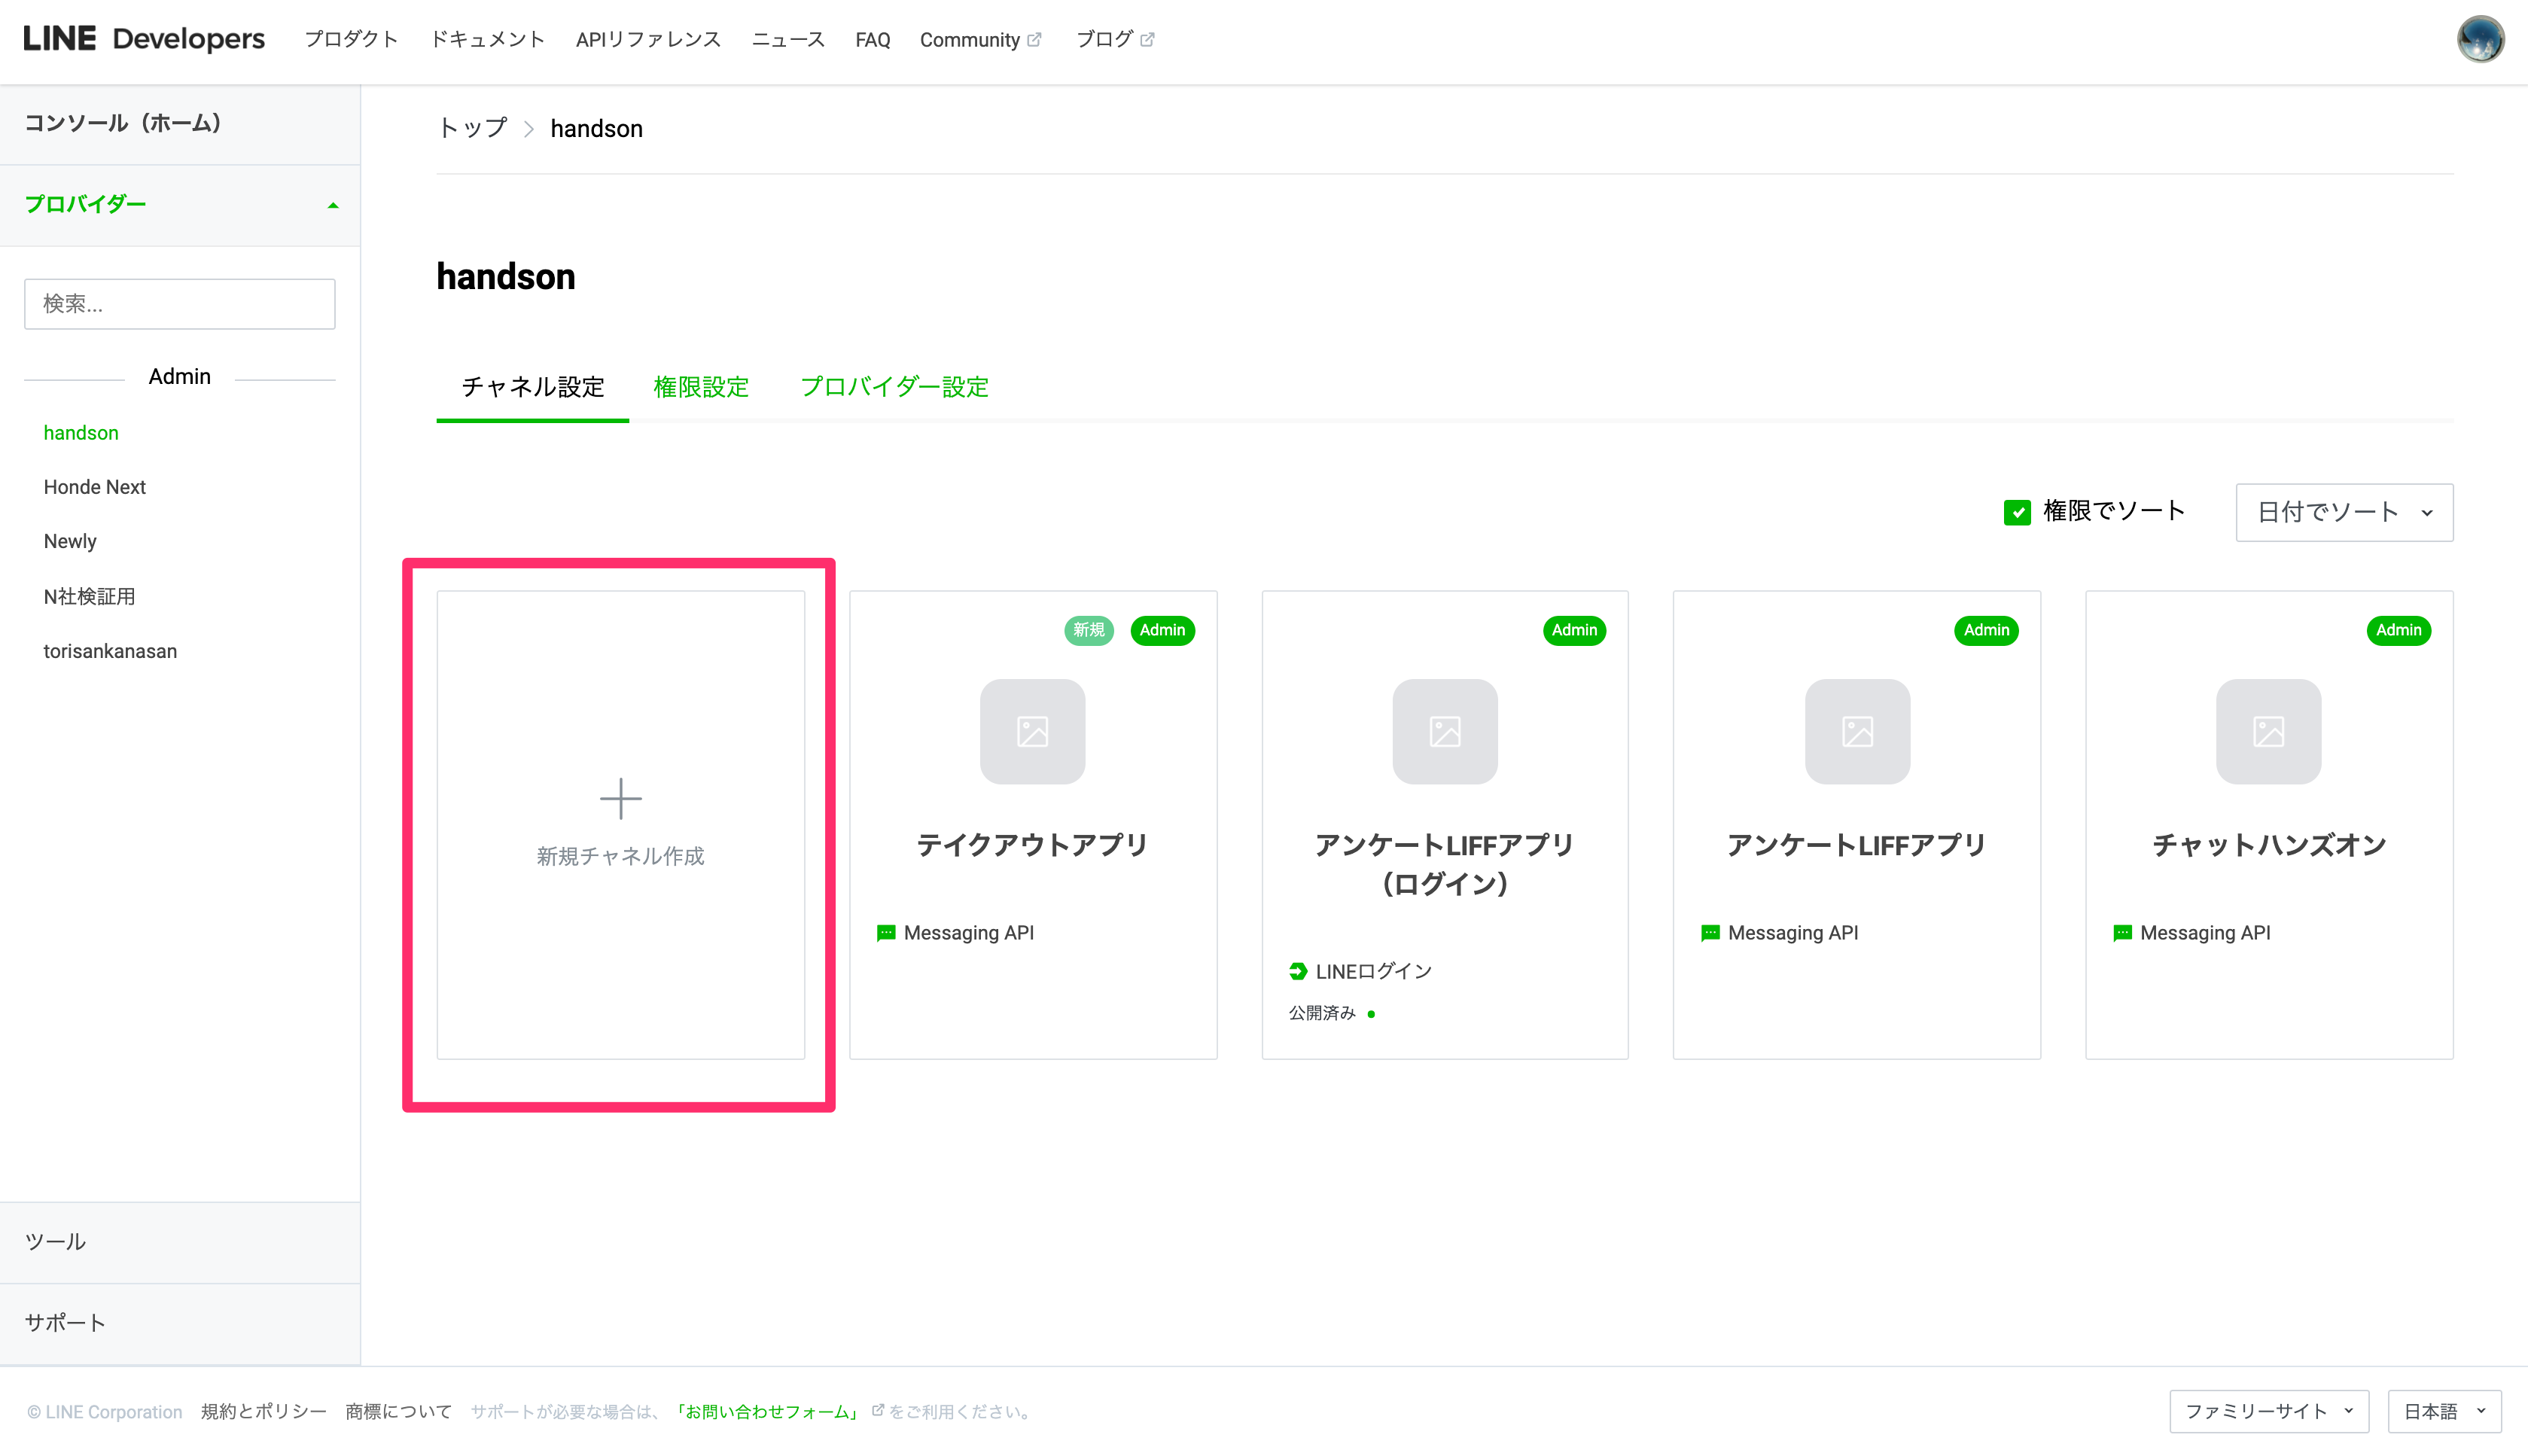 LINE Developers プロダクト ドキュメント APIリファレンス ニュース FAQ Community ブログ
コンソール（ホーム）
プロバイダー
検索...
Admin
handson
Honde Next
Newly
N社検証用
torisankanasan
ツール
サポート
トップ handson
handson
チャネル設定 権限設定 プロバイダー設定
権限でソート 日付でソート
新規チャネル作成
新規 Admin
テイクアウトアプリ
Messaging API
Admin
アンケートLIFFアプリ
（ログイン）
LINEログイン
公開済み
Admin
アンケートLIFFアプリ
Messaging API
Admin
チャットハンズオン
Messaging API
© LINE Corporation 規約とポリシー 商標について サポートが必要な場合は、「お問い合わせフォーム」をご利用ください。 ファミリーサイト 日本語